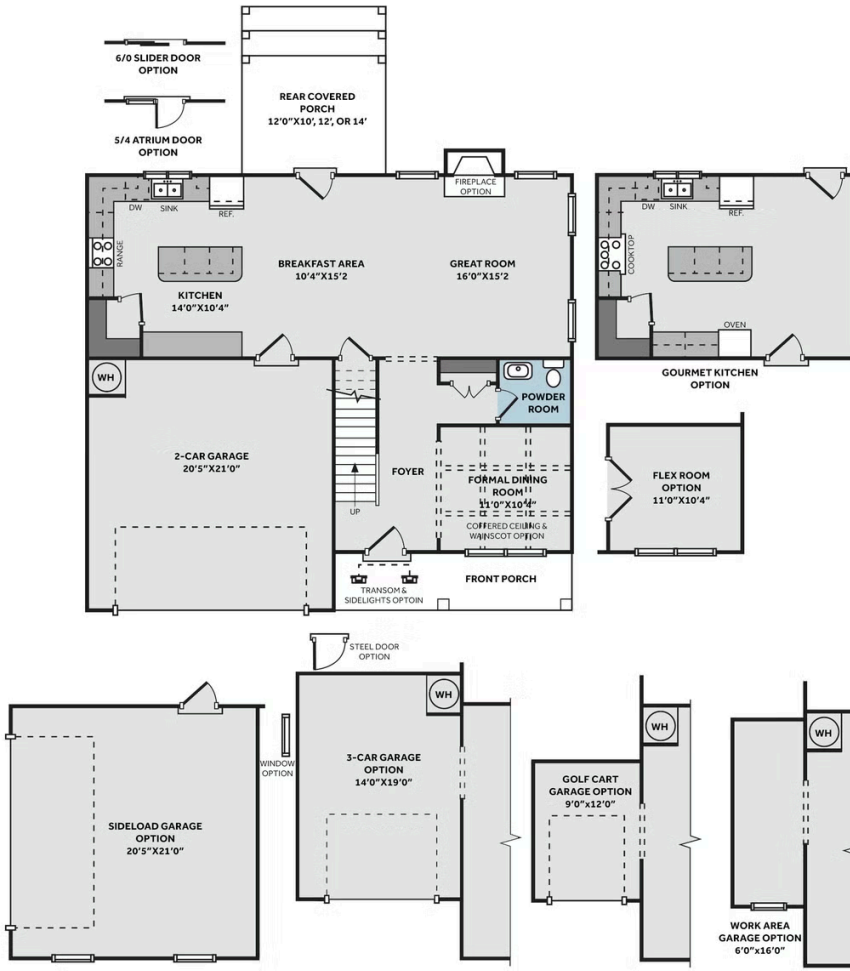 6/0 SLIDER DOOR
OPTION
5/4 ATRIUM DOOR
OPTION
REAR COVERED
PORCH
12'0"X10', 12', OR 14'
FIREPLACE
OPTION
DW
SINK
REF.
RANGE
BREAKFAST AREA
10'4"X15'2
GREAT ROOM
16'0"X15'2
KITCHEN
14'0"X10'4"
DW
SINK
REF.
COOKTOP
OVEN
GOURMET KITCHEN
OPTION
WH
POWDER
ROOM
2-CAR GARAGE
20'5"X21'0"
FOYER
UP
FORMAL DINING
ROOM
11'0"X10'4"
COFFERED CEILING &
WAINSCOT OPTION
FLEX ROOM
OPTION
11'0"X10'4"
TRANSOM &
SIDELIGHTS OPTOIN
FRONT PORCH
STEEL DOOR
OPTION
WINDOW
OPTION
SIDELOAD GARAGE
OPTION
20'5"X21'0"
WH
3-CAR GARAGE
OPTION
14'0"X19'0"
WH
GOLF CART
GARAGE OPTION
9'0"x12'0"
WH
WORK AREA
GARAGE OPTION
6'0"x16'0"